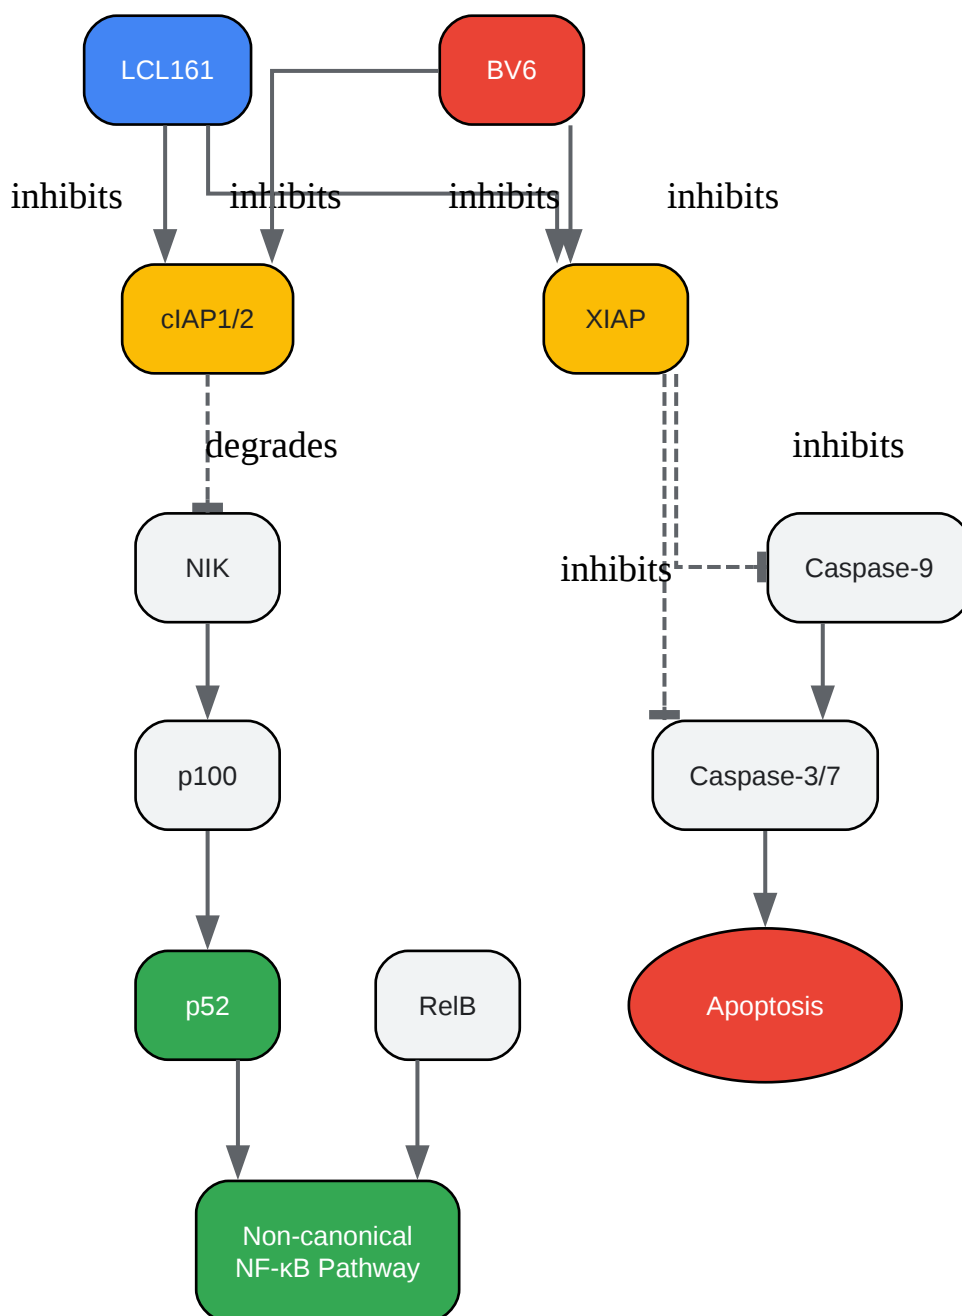 LCL161
BV6
inhibits
inhibits
inhibits
inhibits
cIAP1/2
XIAP
degrades
inhibits
NIK
inhibits
Caspase-9
p100
Caspase-3/7
p52
RelB
Apoptosis
Non-canonical
NF-κB Pathway